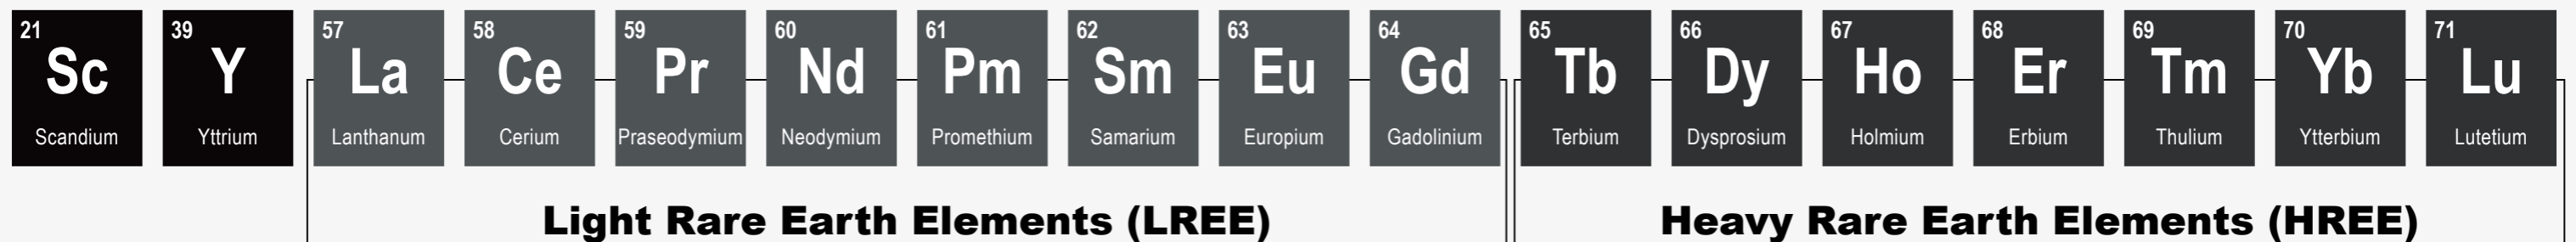 21 39 57 58 59 60 61 62 63 64 65 66 67 68 69 70 71
Sc Y La Ce Pr Nd Pm Sm Eu Gd Tb Dy Ho Er Tm Yb Lu
Scandium Yttrium Lanthanum Cerium Praseodymium Neodymium Promethium Samarium Europium Gadolinium Terbium Dysprosium Holmium Erbium Thulium Ytterbium Lutetium
Light Rare Earth Elements (LREE) Heavy Rare Earth Elements (HREE)